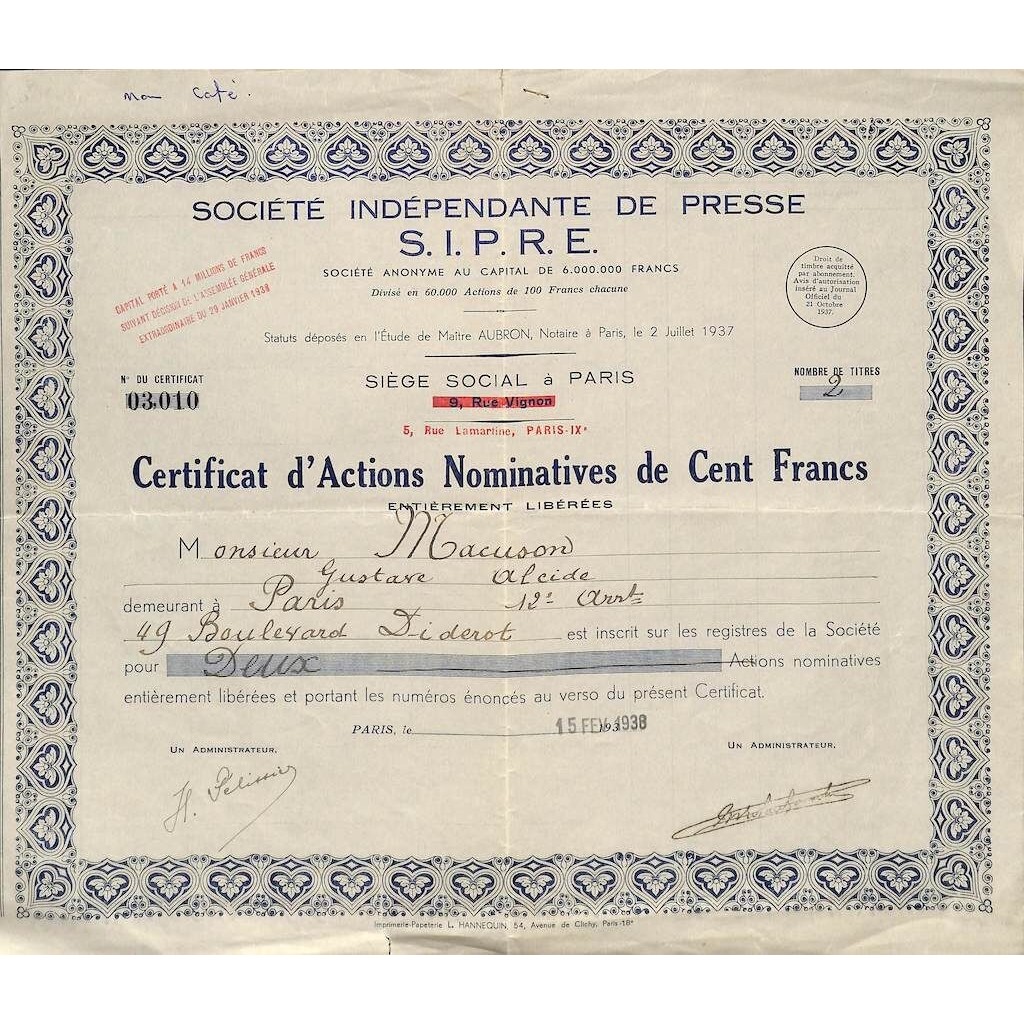 Mon Café.
SOCIÉTÉ INDÉPENDANTE DE PRESSE
S.I.P.R.E.
SOCIÉTÉ ANONYME AU CAPITAL DE 6.000.000 FRANCS
Divisé en 60.000 Actions de 100 Francs chacune
CAPITAL PORTÉ A 14 MILLIONS DE FRANCS
SUIVANT DÉCISION DE L'ASSEMBLÉE GÉNÉRALE
EXTRAORDINAIRE DU 29 JANVIER 1938
Droit de
timbre acquitté
par abonnement.
Avis d'autorisation
inséré au Journal
Officiel du
21 Octobre
1937.
Statuts déposés en l'Étude de Maître AUBRON, Notaire à Paris, le 2 Juillet 1937
N° DU CERTIFICAT
03,010
SIÈGE SOCIAL à PARIS
9, Rue Vignon
5, Rue Lamartine, PARIS-IXe
NOMBRE DE TITRES
2
Certificat d'Actions Nominatives de Cent Francs
ENTIÈREMENT LIBÉRÉES
Monsieur Macuson
Gustave Alcide
demeurant à Paris 12e Arrt
49 Boulevard Diderot est inscrit sur les registres de la Société
pour Deux Actions nominatives
entièrement libérées et portant les numéros énoncés au verso du présent Certificat.
PARIS, le 15 FEV. 1938 193
UN ADMINISTRATEUR, UN ADMINISTRATEUR,
H. Pelissier
Imprimerie-Papeterie L. HANNEQUIN, 54, Avenue de Clichy, Paris-18e